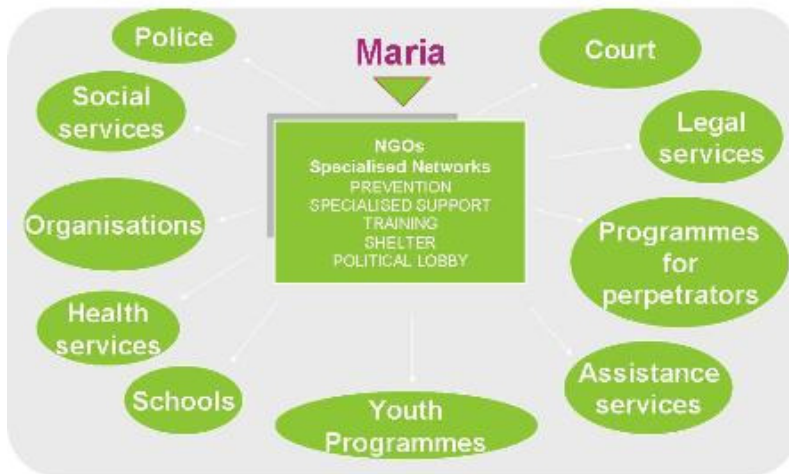 Police
Maria
Court
Social
services
Legal
services
NGOs
Specialised Networks
PREVENTION
SPECIALISED SUPPORT
TRAINING
SHELTER
POLITICAL LOBBY
Organisations
Programmes
for
perpetrators
Health
services
Assistance
services
Schools
Youth
Programmes